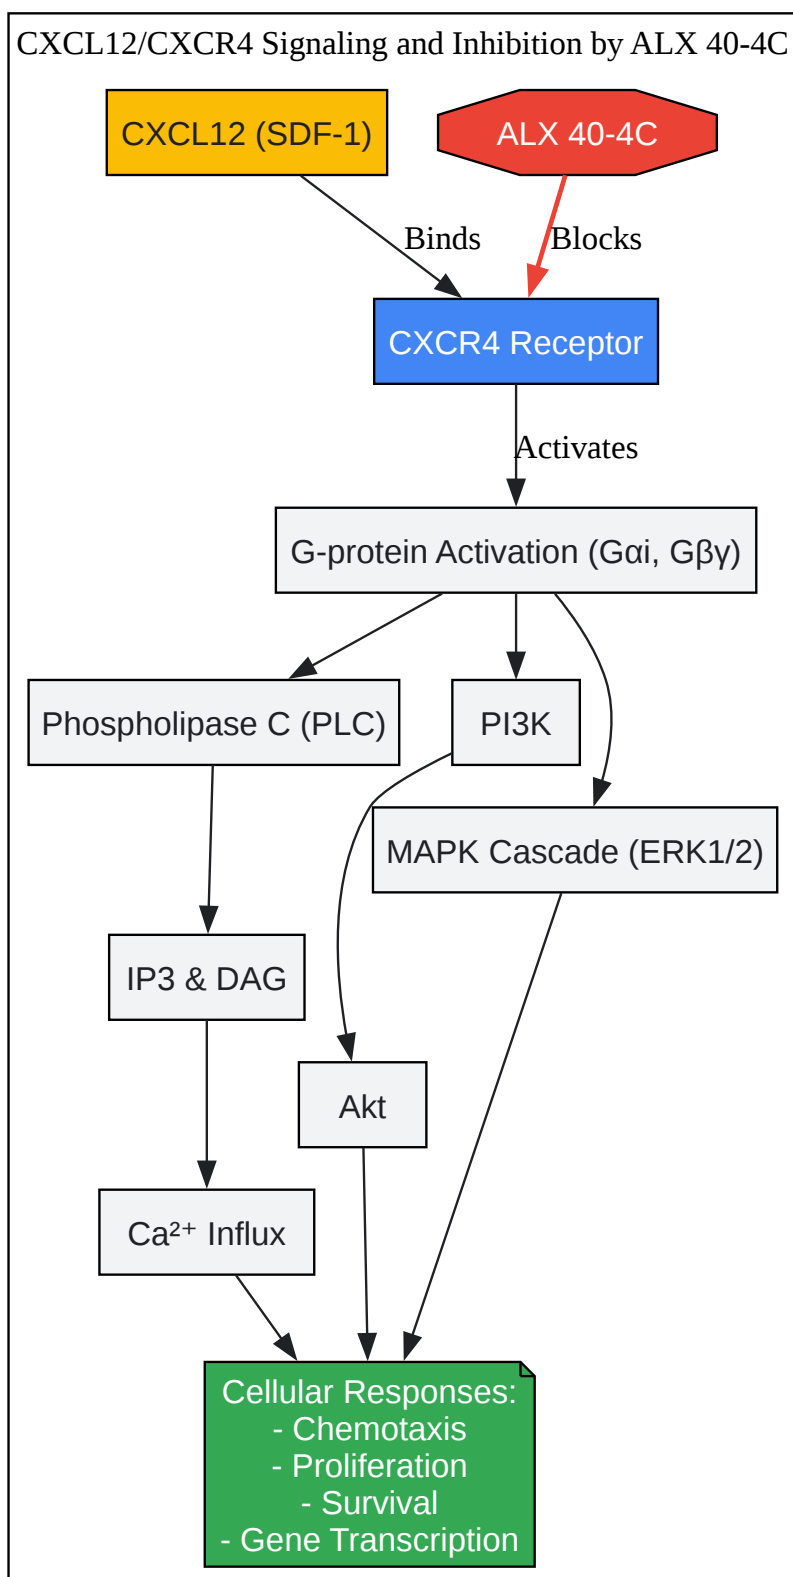 CXCL12/CXCR4 Signaling and Inhibition by ALX 40-4C
CXCL12 (SDF-1)
ALX 40-4C
Binds
Blocks
CXCR4 Receptor
Activates
G-protein Activation (Gαi, Gβγ)
Phospholipase C (PLC)
PI3K
MAPK Cascade (ERK1/2)
IP3 & DAG
Akt
Ca²⁺ Influx
Cellular Responses:
- Chemotaxis
- Proliferation
- Survival
- Gene Transcription